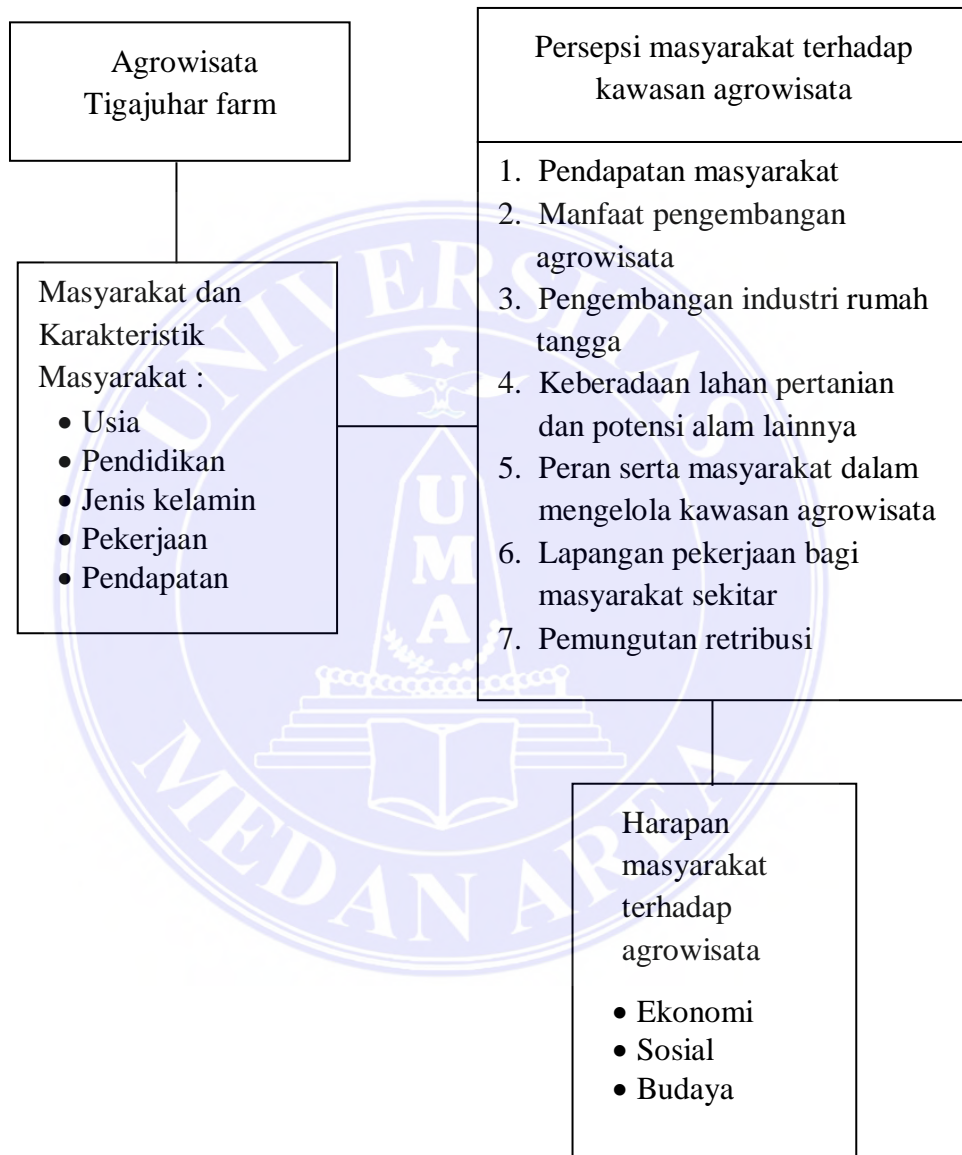 Agrowisata
Tigajuhar farm
Masyarakat dan
Karakteristik
Masyarakat :
• Usia
• Pendidikan
• Jenis kelamin
• Pekerjaan
• Pendapatan
Persepsi masyarakat terhadap
kawasan agrowisata
1. Pendapatan masyarakat
2. Manfaat pengembangan
agrowisata
3. Pengembangan industri rumah
tangga
4. Keberadaan lahan pertanian
dan potensi alam lainnya
5. Peran serta masyarakat dalam
mengelola kawasan agrowisata
6. Lapangan pekerjaan bagi
masyarakat sekitar
7. Pemungutan retribusi
Harapan
masyarakat
terhadap
agrowisata
• Ekonomi
• Sosial
• Budaya
UNIVERSITAS
UMA
MEDAN AREA